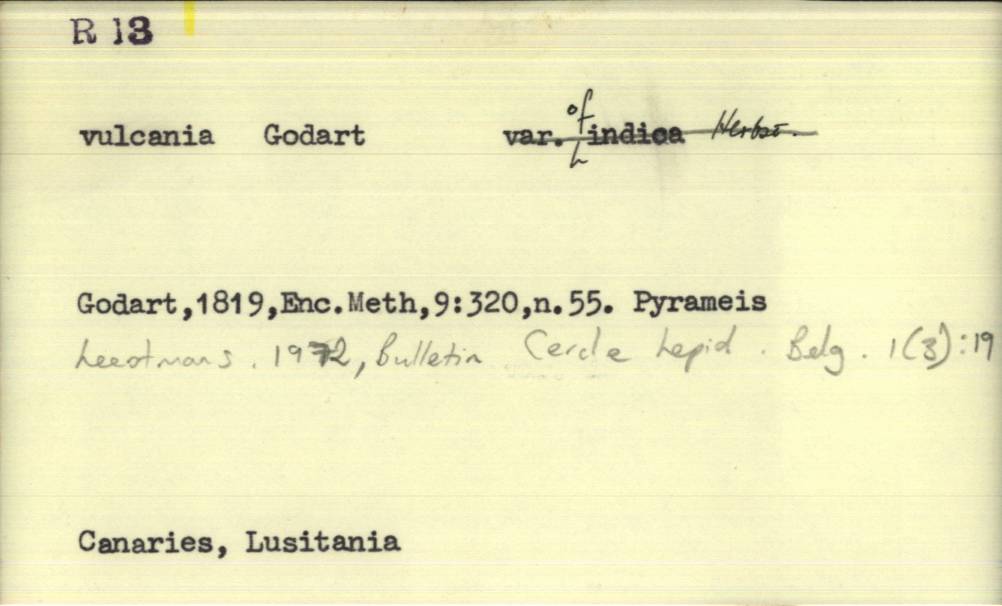 R 13
vulcania Godart var. of indica Herbst.
Godart,1819,Enc.Meth,9:320,n.55. Pyrameis
Leestmans. 1972, Bulletin Cercle Lepid. Belg. 1(3):19
Canaries, Lusitania